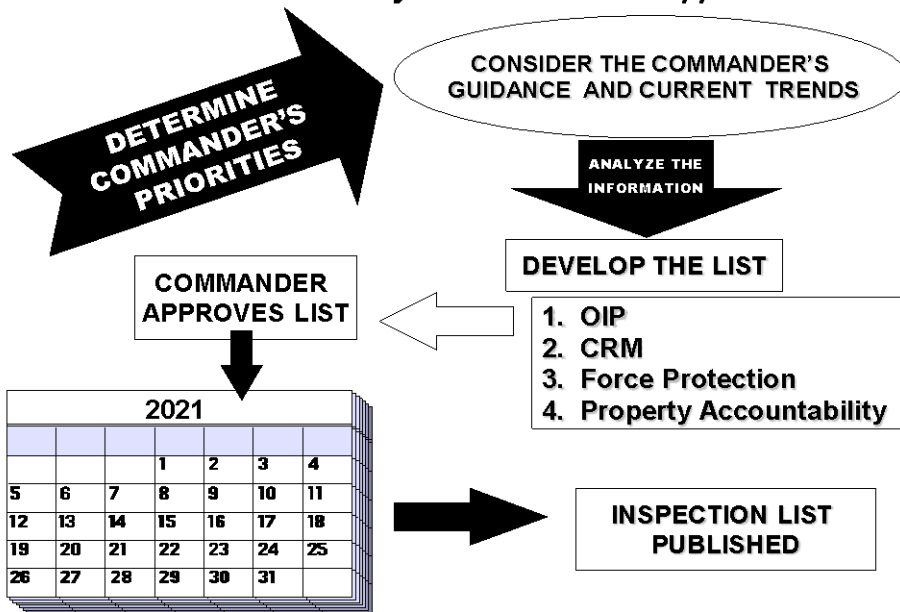 DETERMINE
COMMANDER'S
PRIORITIES
CONSIDER THE COMMANDER'S
GUIDANCE AND CURRENT TRENDS
ANALYZE THE
INFORMATION
DEVELOP THE LIST
1. OIP
2. CRM
3. Force Protection
4. Property Accountability
COMMANDER
APPROVES LIST
2021
1 2 3 4
5 6 7 8 9 10 11
12 13 14 15 16 17 18
19 20 21 22 23 24 25
26 27 28 29 30 31
INSPECTION LIST
PUBLISHED